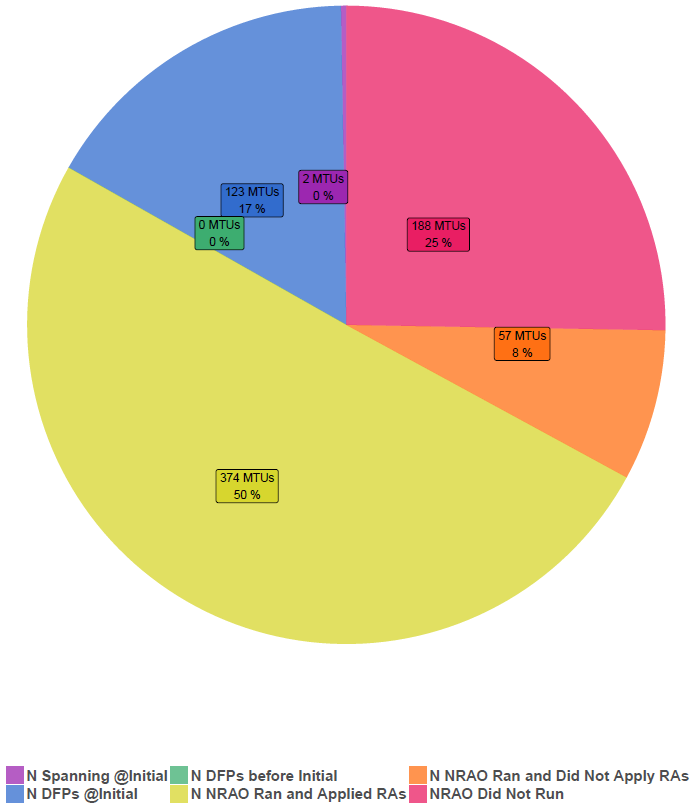 2 MTUs
0 %
123 MTUs
17 %
0 MTUs
0 %
188 MTUs
25 %
57 MTUs
8 %
374 MTUs
50 %
N Spanning @Initial N DFPs before Initial N NRAO Ran and Did Not Apply RAs
N DFPs @Initial N NRAO Ran and Applied RAs NRAO Did Not Run